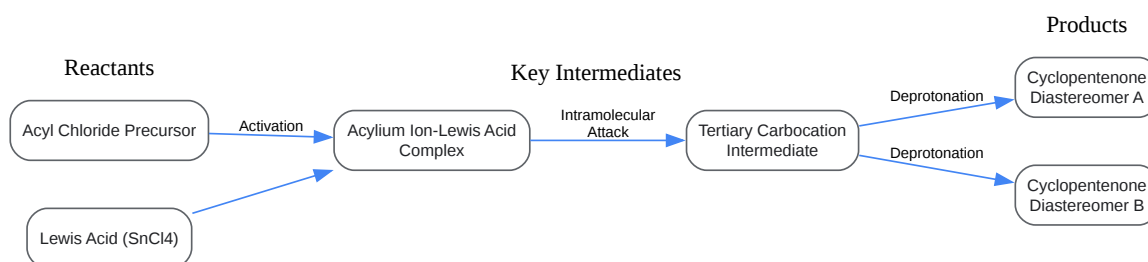 Reactants
Key Intermediates
Products
Acyl Chloride Precursor
Lewis Acid (SnCl4)
Activation
Acylium Ion-Lewis Acid
Complex
Intramolecular
Attack
Tertiary Carbocation
Intermediate
Deprotonation
Deprotonation
Cyclopentenone
Diastereomer A
Cyclopentenone
Diastereomer B